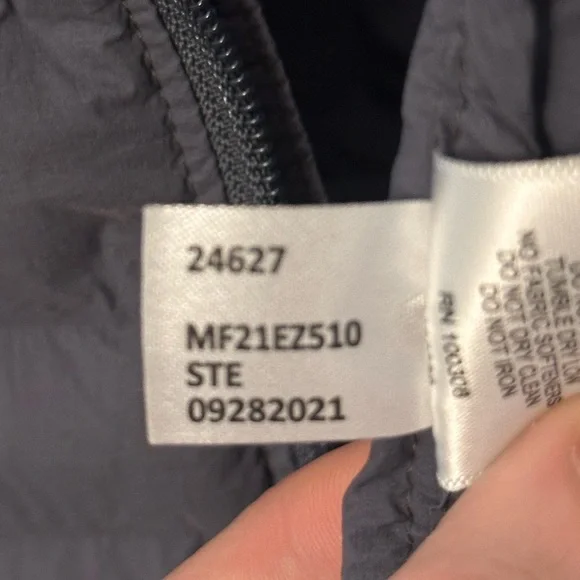 24627
MF21EZ510
STE
09282021
TUMBLE DRY LOW
NO FABRIC SOFTENERS
DO NOT DRY CLEAN
DO NOT IRON
RN 100308